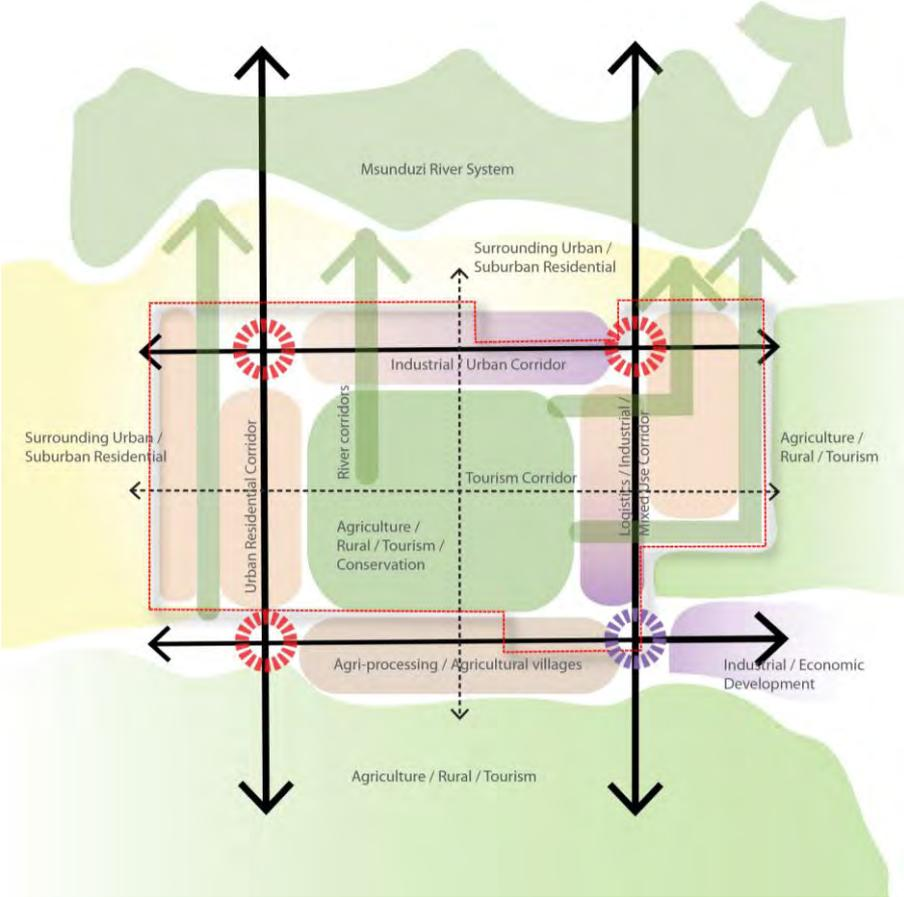 Msunduzi River System
Surrounding Urban /
Suburban Residential
Industrial / Urban Corridor
River corridors
Surrounding Urban /
Suburban Residential
Urban Residential Corridor
Tourism Corridor
Logistics / Industrial /
Mixed Use Corridor
Agriculture /
Rural / Tourism
Agriculture /
Rural / Tourism /
Conservation
Agri-processing / Agricultural villages
Industrial / Economic
Development
Agriculture / Rural / Tourism